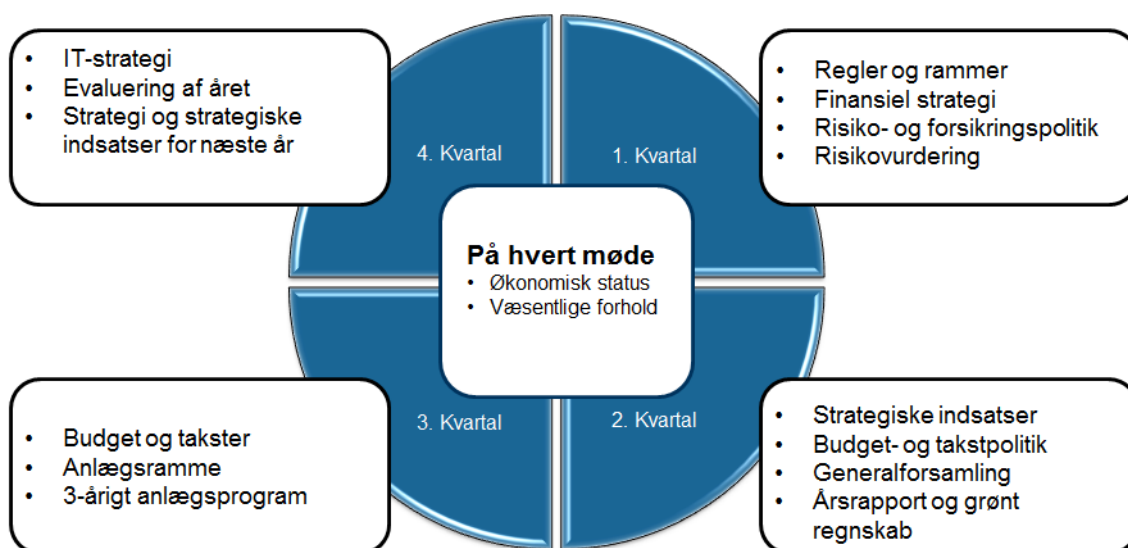 • IT-strategi
• Evaluering af året
• Strategi og strategiske
indsatser for næste år
4. Kvartal
1. Kvartal
• Regler og rammer
• Finansiel strategi
• Risiko- og forsikringspolitik
• Risikovurdering
På hvert møde
• Økonomisk status
• Væsentlige forhold
• Budget og takster
• Anlægsramme
• 3-årigt anlægsprogram
3. Kvartal
2. Kvartal
• Strategiske indsatser
• Budget- og takstpolitik
• Generalforsamling
• Årsrapport og grønt
regnskab